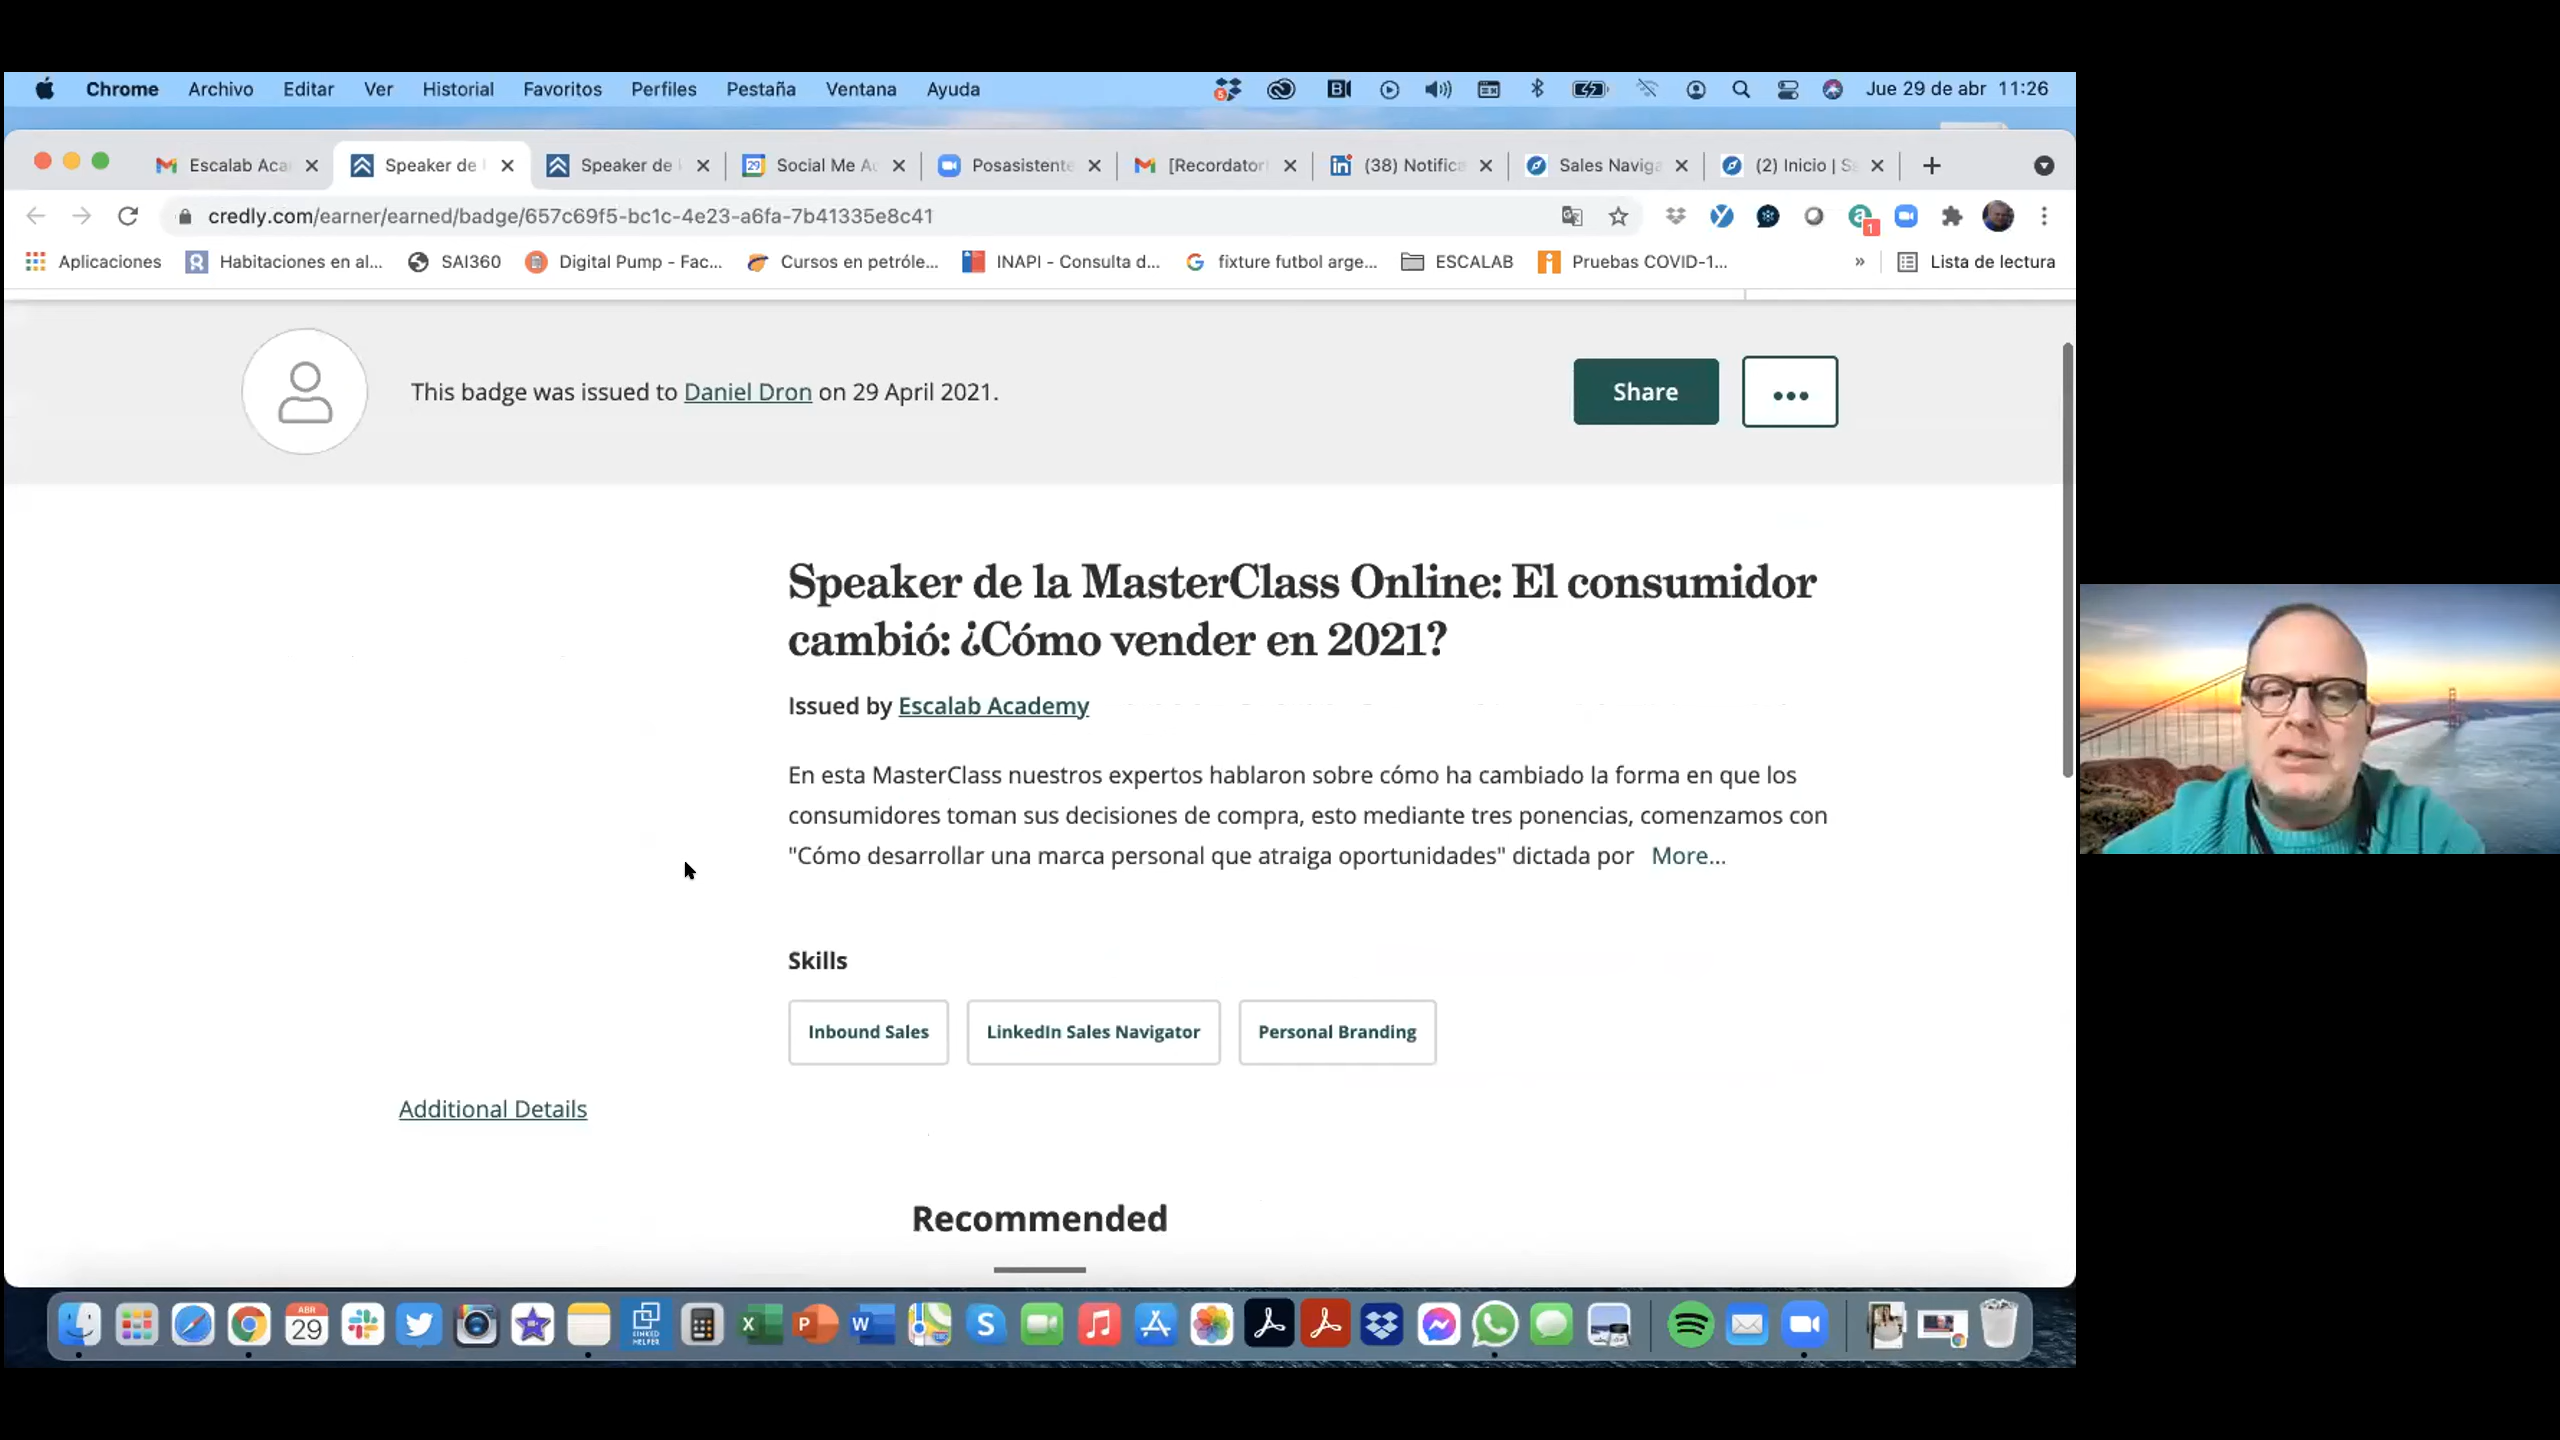 Chrome Archivo Editar Ver Historial Favoritos Perfiles Pestaña Ventana Ayuda Jue 29 de abr 11:26
Escalab Aca Speaker de Speaker de Social Me Ac Posasistente [Recordator (38) Notifica Sales Naviga (2) Inicio | Sa
credly.com/earner/earned/badge/657c69f5-bc1c-4e23-a6fa-7b41335e8c41
Aplicaciones Habitaciones en al... SAI360 Digital Pump - Fac... Cursos en petróle... INAPI - Consulta d... fixture futbol arge... ESCALAB Pruebas COVID-1... » Lista de lectura
This badge was issued to Daniel Dron on 29 April 2021.
Share
Speaker de la MasterClass Online: El consumidor
cambió: ¿Cómo vender en 2021?
Issued by Escalab Academy
En esta MasterClass nuestros expertos hablaron sobre cómo ha cambiado la forma en que los
consumidores toman sus decisiones de compra, esto mediante tres ponencias, comenzamos con
"Cómo desarrollar una marca personal que atraiga oportunidades" dictada por More...
Skills
Inbound Sales LinkedIn Sales Navigator Personal Branding
Additional Details
Recommended
ABR
29
LINKED
HELPER